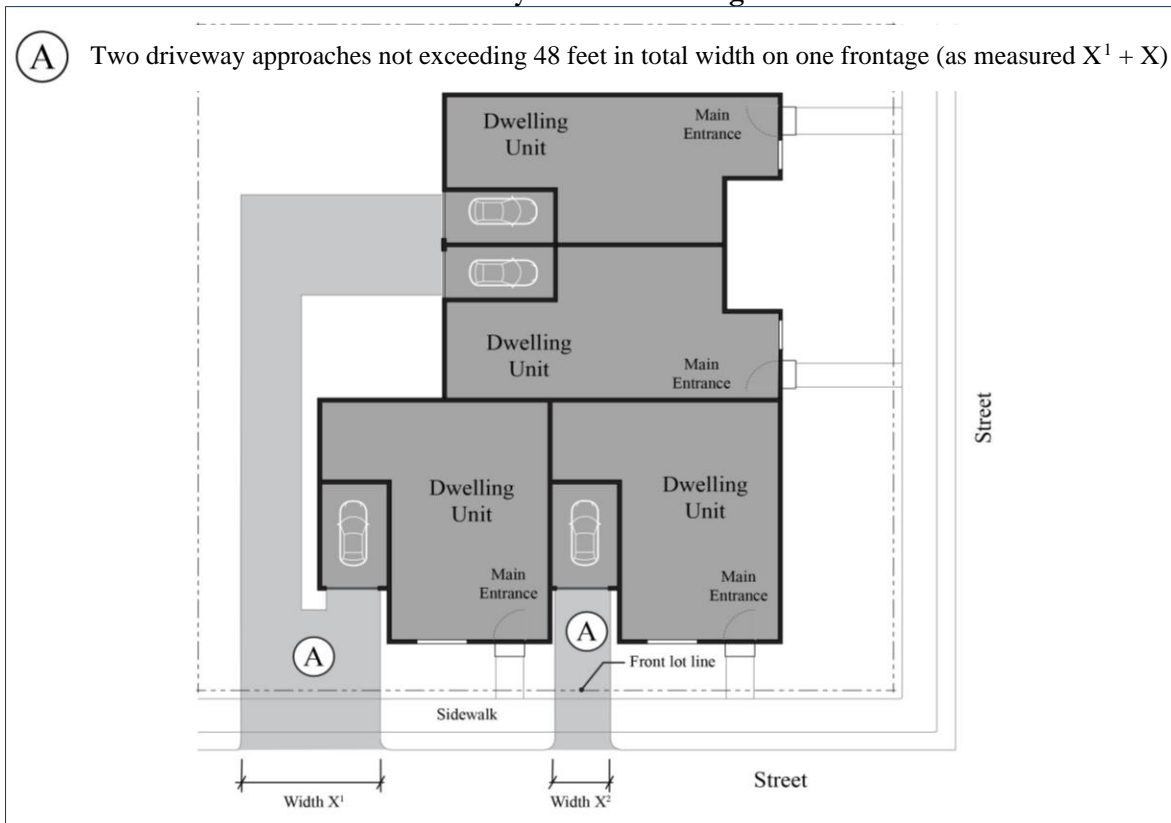 A Two driveway approaches not exceeding 48 feet in total width on one frontage (as measured X¹ + X)
Dwelling
Unit
Main
Entrance
Dwelling
Unit
Main
Entrance
Street
Dwelling
Unit
Dwelling
Unit
Main
Entrance
Main
Entrance
A
A
Front lot line
Sidewalk
Street
Width X¹
Width X²